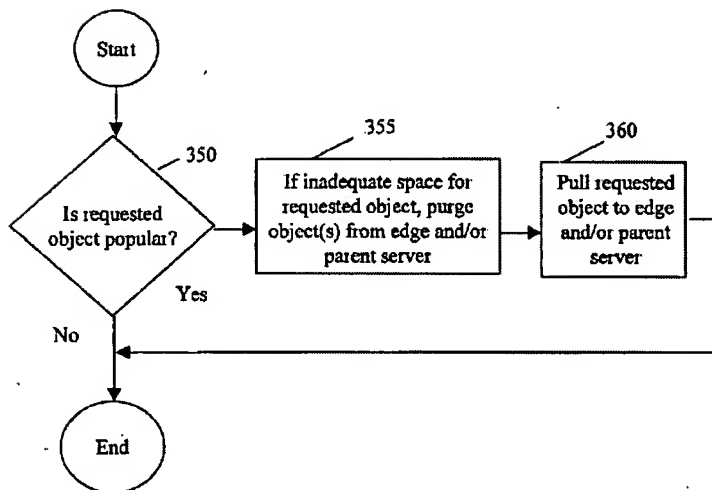 Start
350
Is requested
object popular?
Yes
No
355
If inadequate space for
requested object, purge
object(s) from edge and/or
parent server
360
Pull requested
object to edge
and/or parent
server
End